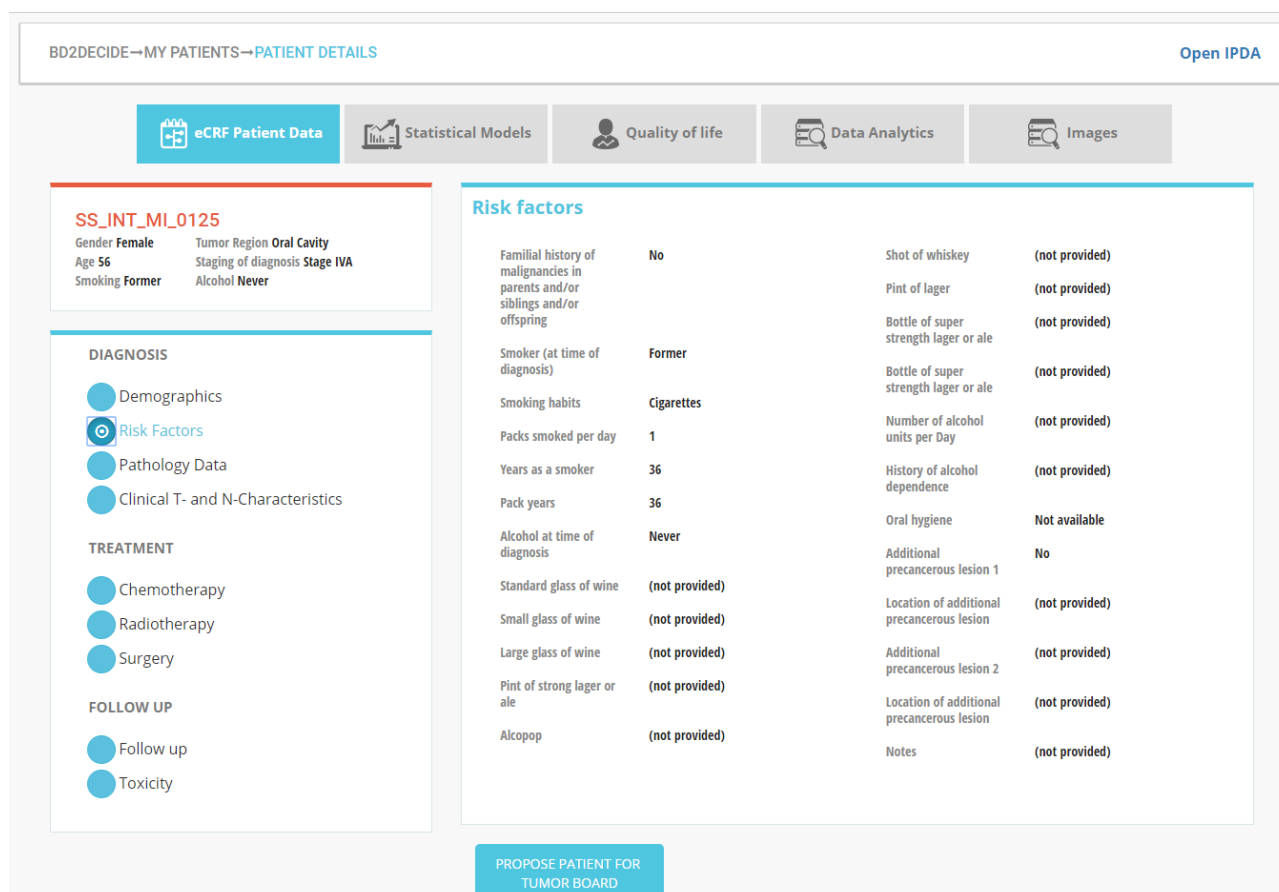 BD2DECIDE→MY PATIENTS→PATIENT DETAILS
Open IPDA
eCRF Patient Data
Statistical Models
Quality of life
Data Analytics
Images
SS_INT_MI_0125
Gender Female Tumor Region Oral Cavity
Age 56 Staging of diagnosis Stage IVA
Smoking Former Alcohol Never
DIAGNOSIS
Demographics
Risk Factors
Pathology Data
Clinical T- and N-Characteristics
TREATMENT
Chemotherapy
Radiotherapy
Surgery
FOLLOW UP
Follow up
Toxicity
Risk factors
Familial history of No
malignancies in
parents and/or
siblings and/or
offspring
Smoker (at time of Former
diagnosis)
Smoking habits Cigarettes
Packs smoked per day 1
Years as a smoker 36
Pack years 36
Alcohol at time of Never
diagnosis
Standard glass of wine (not provided)
Small glass of wine (not provided)
Large glass of wine (not provided)
Pint of strong lager or (not provided)
ale
Alcopop (not provided)
Shot of whiskey (not provided)
Pint of lager (not provided)
Bottle of super (not provided)
strength lager or ale
Bottle of super (not provided)
strength lager or ale
Number of alcohol (not provided)
units per Day
History of alcohol (not provided)
dependence
Oral hygiene Not available
Additional No
precancerous lesion 1
Location of additional (not provided)
precancerous lesion
Additional (not provided)
precancerous lesion 2
Location of additional (not provided)
precancerous lesion
Notes (not provided)
PROPOSE PATIENT FOR
TUMOR BOARD